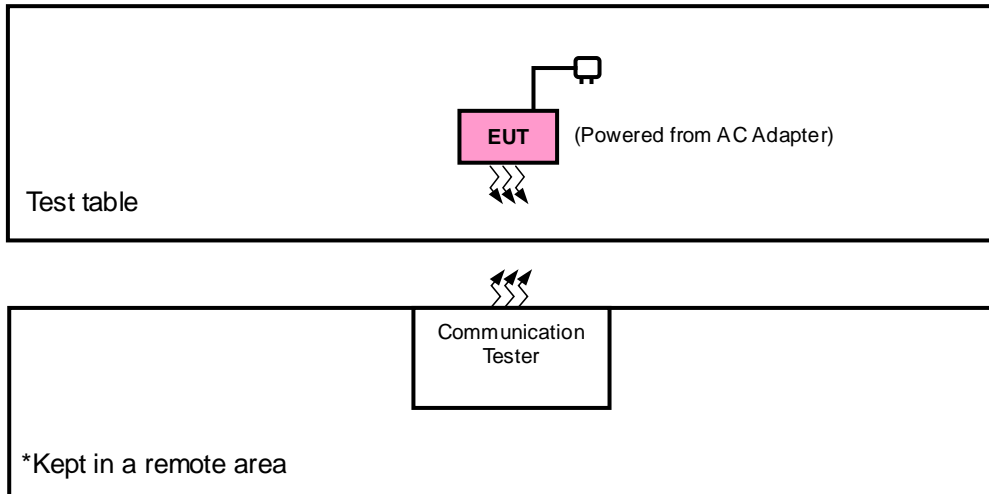 EUT
(Powered from AC Adapter)
Test table
Communication
Tester
*Kept in a remote area